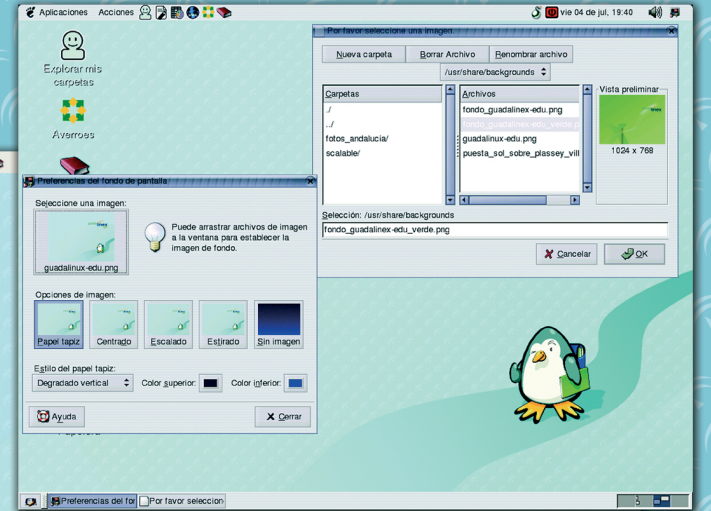 Aplicaciones Acciones
vie 04 de jul, 19:40
Explorar mis
carpetas
Averroes
Por favor seleccione una imagen.
Nueva carpeta Borrar Archivo Renombrar archivo
/usr/share/backgrounds
Carpetas
./
../
fotos_andalucia/
scalable/
Archivos
fondo_guadalinex-edu.png
fondo_guadalinex-edu_verde.p
guadalinux-edu.png
puesta_sol_sobre_plassey_vill
Vista preliminar
1024 x 768
Selección: /usr/share/backgrounds
fondo_guadalinex-edu_verde.png
Cancelar OK
Preferencias del fondo de pantalla
Seleccione una imagen:
guadalinux-edu.png
Puede arrastrar archivos de imagen
a la ventana para establecer la
imagen de fondo.
Opciones de imagen:
Papel tapiz Centrado Escalado Estirado Sin imagen
Estilo del papel tapiz:
Degradado vertical Color superior: Color inferior:
Ayuda Cerrar
Preferencias del for Por favor seleccion